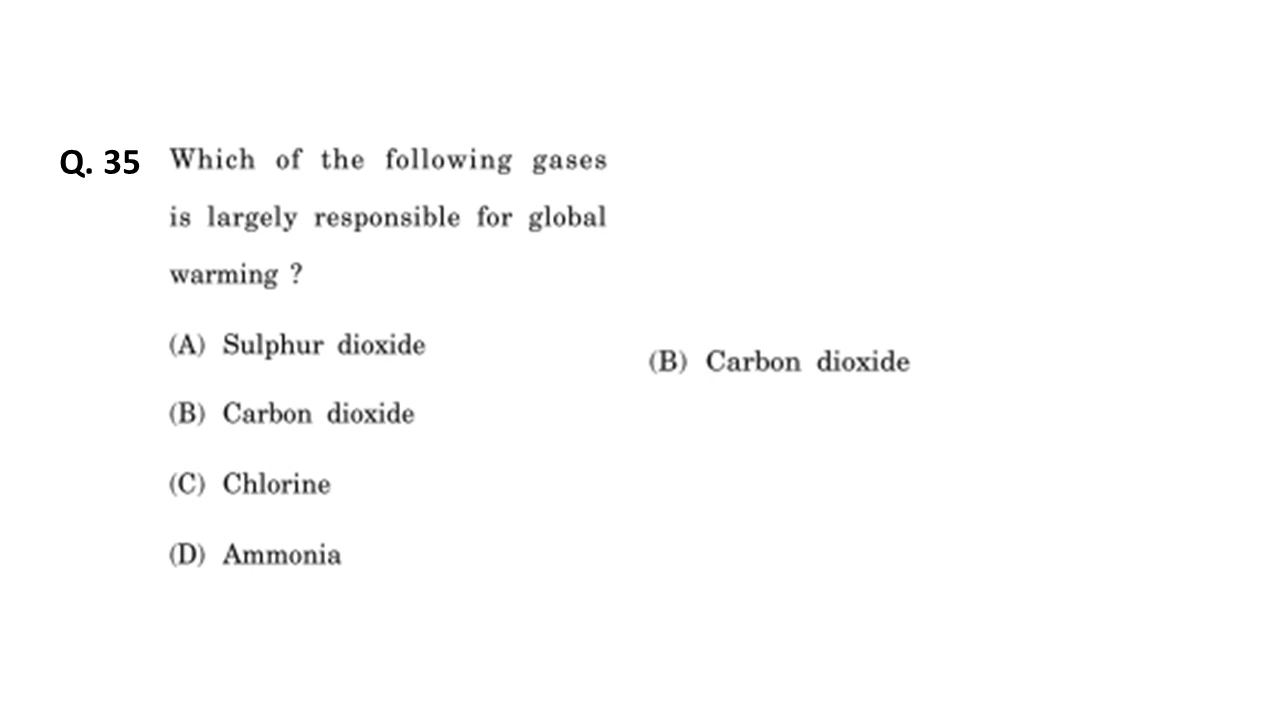 Q. 35 Which of the following gases
is largely responsible for global
warming ?
(A) Sulphur dioxide
(B) Carbon dioxide
(C) Chlorine
(D) Ammonia
(B) Carbon dioxide